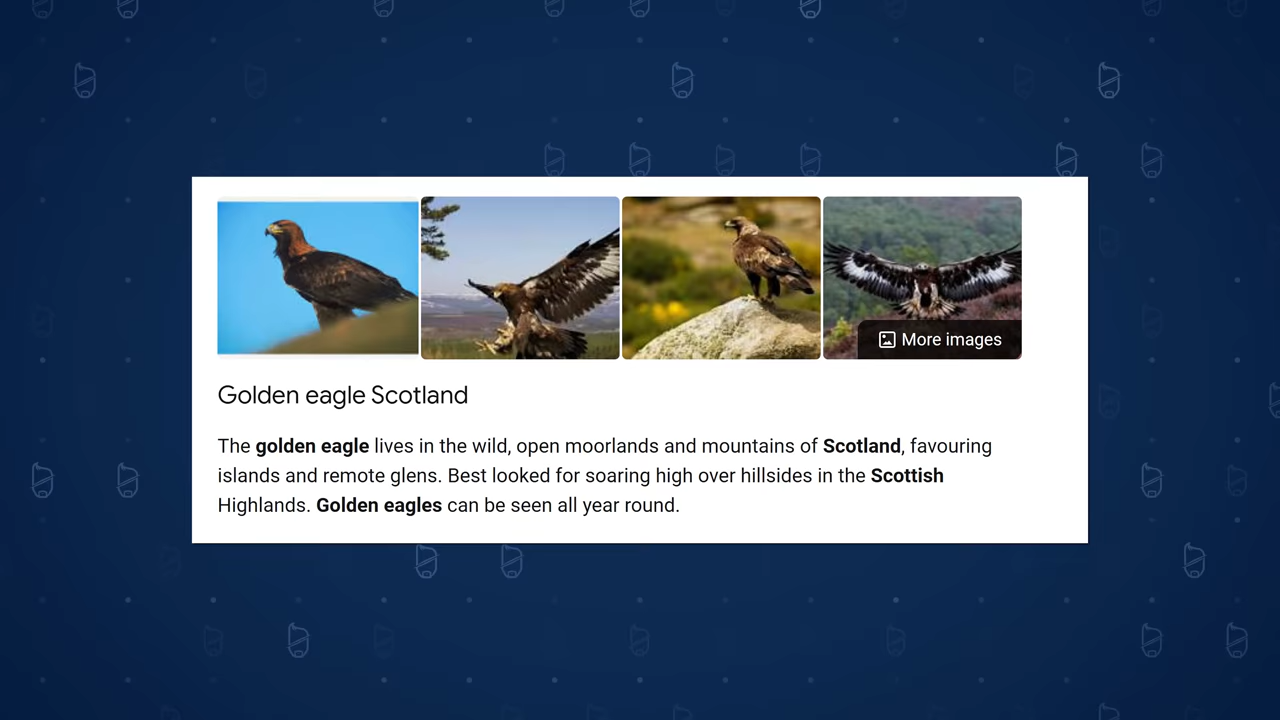 More images
Golden eagle Scotland
The golden eagle lives in the wild, open moorlands and mountains of Scotland, favouring
islands and remote glens. Best looked for soaring high over hillsides in the Scottish
Highlands. Golden eagles can be seen all year round.